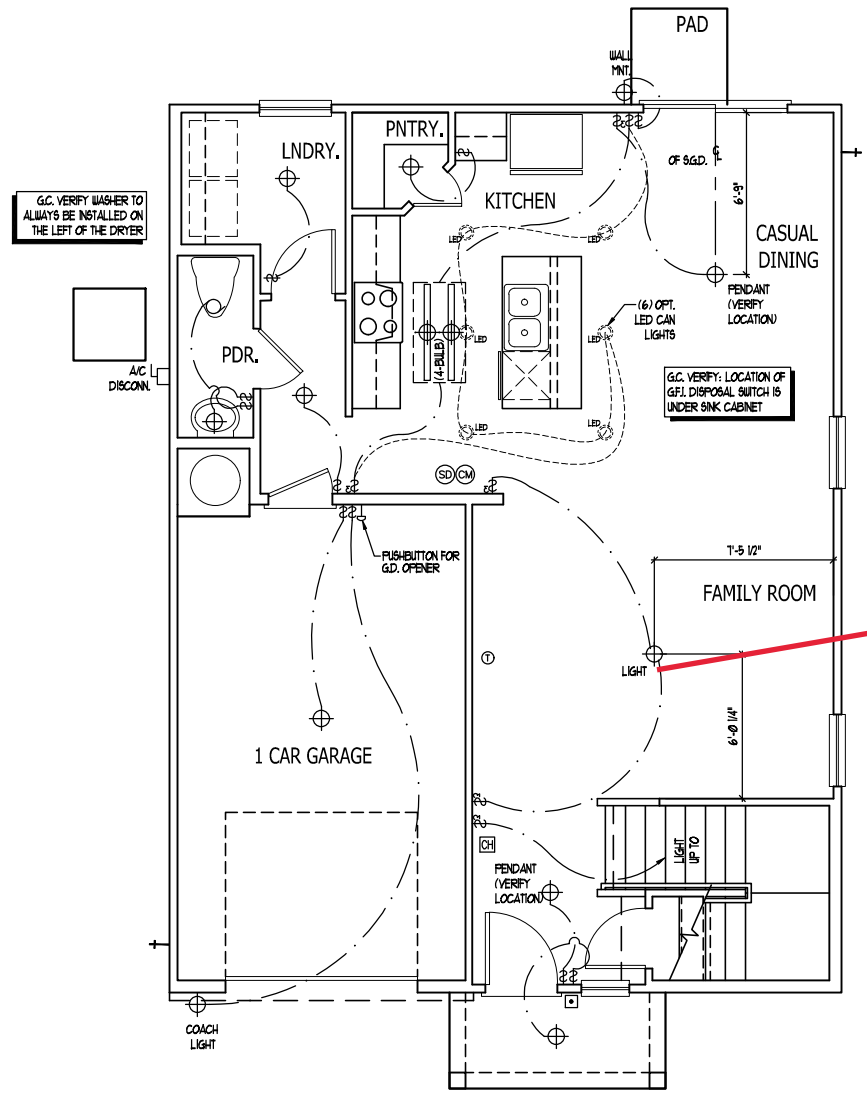 PAD
WALL
MNT.
PNTRY.
LNDRY.
KITCHEN
OF S.G.D.
℄
6'-9"
G.C. VERIFY WASHER TO
ALWAYS BE INSTALLED ON
THE LEFT OF THE DRYER
CASUAL
DINING
LED
LED
PENDANT
(VERIFY
LOCATION)
(6) OPT.
LED CAN
LIGHTS
PDR.
A/C
DISCONN.
(4-BULB)
LED
LED
G.C. VERIFY: LOCATION OF
G.F.I. DISPOSAL SWITCH IS
UNDER SINK CABINET
LED
LED
SD CM
3
3
3
PUSHBUTTON FOR
G.D. OPENER
7'-5 1/2"
FAMILY ROOM
T
LIGHT
6'-0 1/4"
1 CAR GARAGE
CH
LIGHT
UP TO
PENDANT
(VERIFY
LOCATION)
COACH
LIGHT